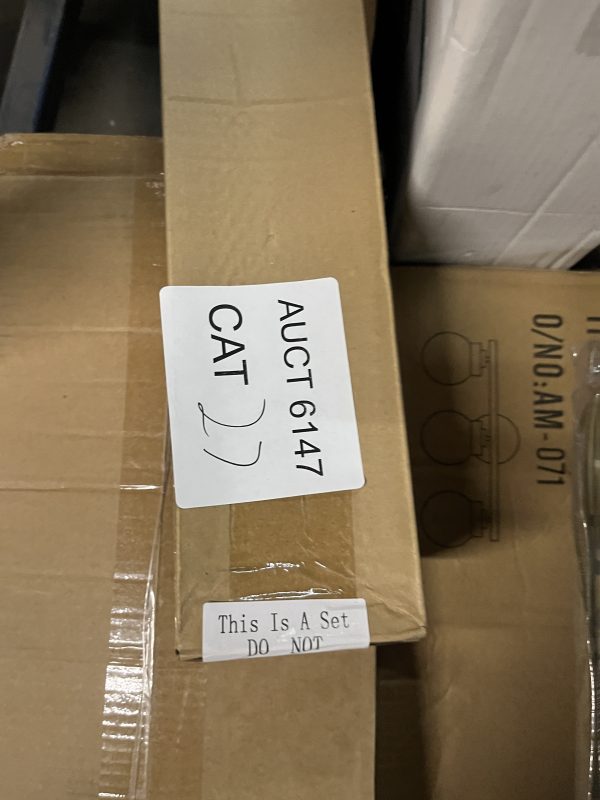 AUCT 6147
CAT 27
This Is A Set
DO NOT
O/NO:AM-071